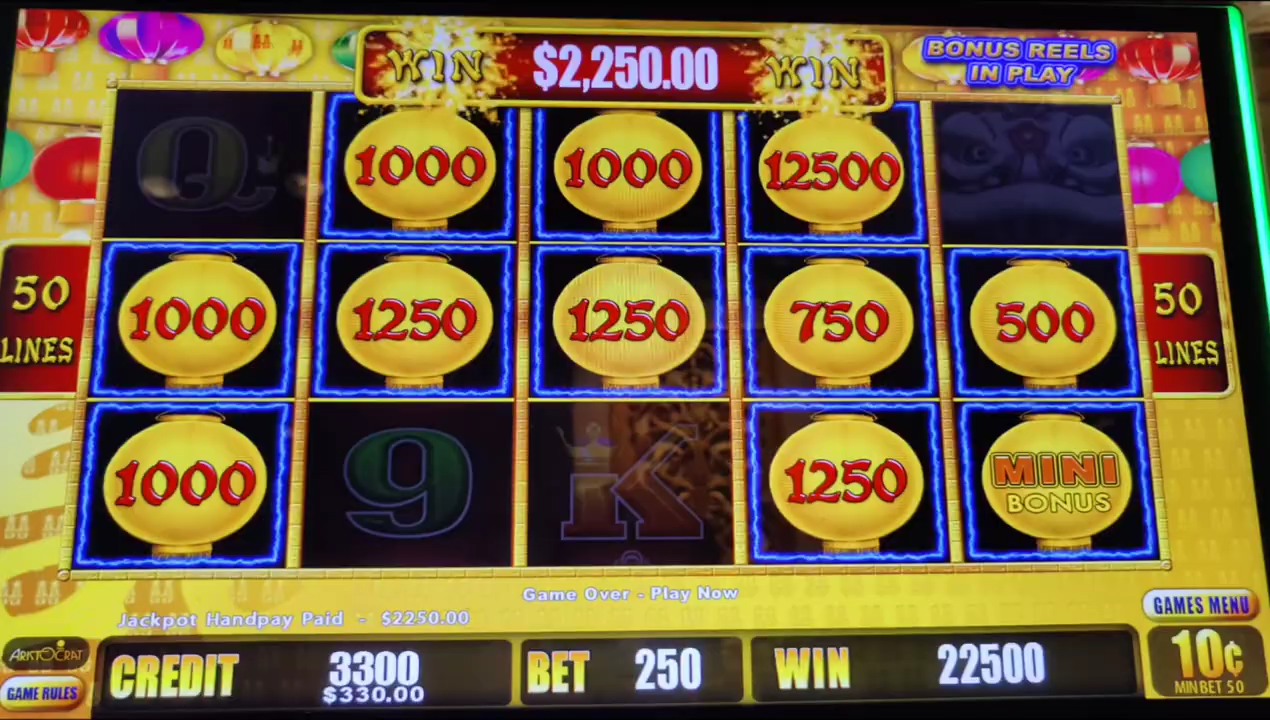 WIN $2,250.00 WIN
BONUS REELS
IN PLAY
Q 1000 1000 12500
50
LINES
1000 1250 1250 750 500
50
LINES
1000 9 K 1250 MINI
BONUS
Game Over - Play Now
Jackpot Handpay Paid - $2250.00
GAMES MENU
ARISTOCRAT
GAME RULES
CREDIT 3300
$330.00
BET 250
WIN 22500
10¢
MIN BET 50